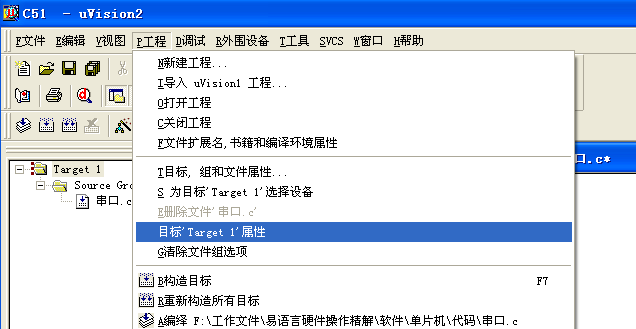 C51 - uVision2
F文件 E编辑 V视图 P工程 D调试 R外围设备 T工具 SVCS W窗口 H帮助
N新建工程...
I导入 uVision1 工程...
O打开工程
C关闭工程
F文件扩展名,书籍和编译环境属性
口.c*
Target 1
T目标, 组和文件属性...
Source Gro
S 为目标'Target 1'选择设备
串口.c
E删除文件'串口.c'
目标'Target 1'属性
G清除文件组选项
B构造目标 F7
R重新构造所有目标
A编绎 F:\工作文件\易语言硬件操作精解\软件\单片机\代码\串口.c